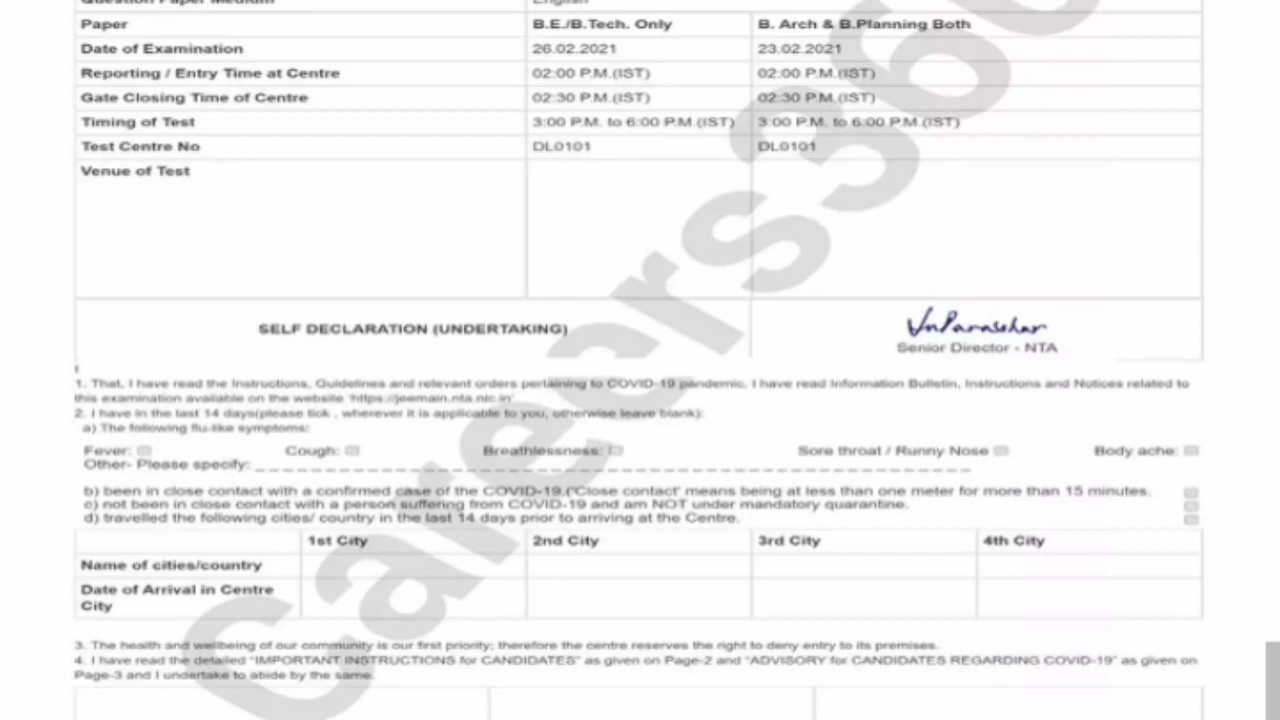 Question Paper Medium English
Paper B.E./B.Tech. Only B. Arch & B.Planning Both
Date of Examination 26.02.2021 23.02.2021
Reporting / Entry Time at Centre 02:00 P.M.(IST) 02:00 P.M.(IST)
Gate Closing Time of Centre 02:30 P.M.(IST) 02:30 P.M.(IST)
Timing of Test 3:00 P.M. to 6:00 P.M.(IST) 3:00 P.M. to 6:00 P.M.(IST)
Test Centre No DL0101 DL0101
Venue of Test
SELF DECLARATION (UNDERTAKING)
Senior Director - NTA
I
1. That, I have read the Instructions, Guidelines and relevant orders pertaining to COVID-19 pandemic. I have read Information Bulletin, Instructions and Notices related to
this examination available on the website 'https://jeemain.nta.nic.in'
2. I have in the last 14 days(please tick , wherever it is applicable to you, otherwise leave blank):
a) The following flu-like symptoms:
Fever: Cough: Breathlessness: Sore throat / Runny Nose Body ache:
Other- Please specify:
b) been in close contact with a confirmed case of the COVID-19.('Close contact' means being at less than one meter for more than 15 minutes.
c) not been in close contact with a person suffering from COVID-19 and am NOT under mandatory quarantine.
d) travelled the following cities/ country in the last 14 days prior to arriving at the Centre.
1st City 2nd City 3rd City 4th City
Name of cities/country
Date of Arrival in Centre
City
3. The health and wellbeing of our community is our first priority; therefore the centre reserves the right to deny entry to its premises.
4. I have read the detailed "IMPORTANT INSTRUCTIONS for CANDIDATES" as given on Page-2 and "ADVISORY for CANDIDATES REGARDING COVID-19" as given on
Page-3 and I undertake to abide by the same.
Careers360